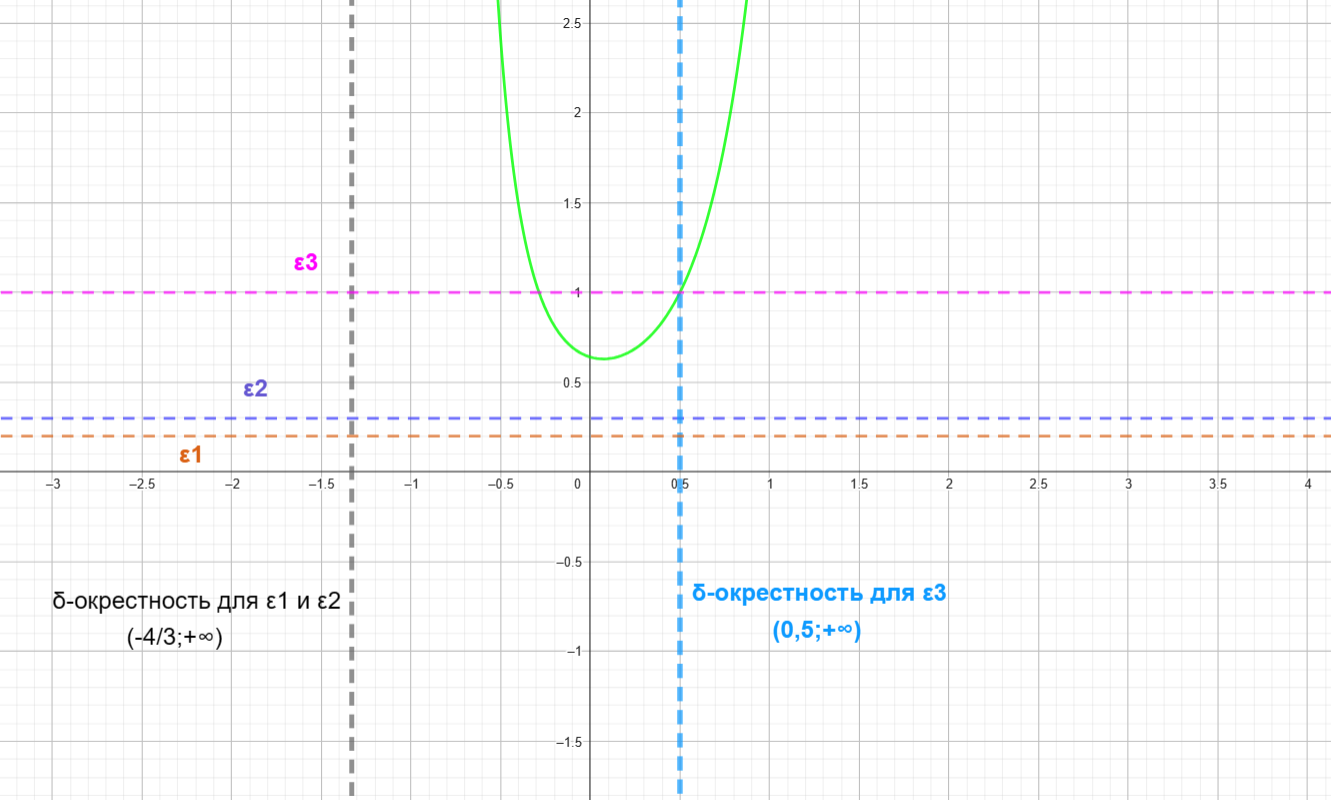 2.5
2
1.5
ε3
1
0.5
ε2
ε1
−3 −2.5 −2 −1.5 −1 −0.5 0 0.5 1 1.5 2 2.5 3 3.5 4
−0.5
δ-окрестность для ε1 и ε2
(-4/3;+∞)
δ-окрестность для ε3
(0,5;+∞)
−1
−1.5